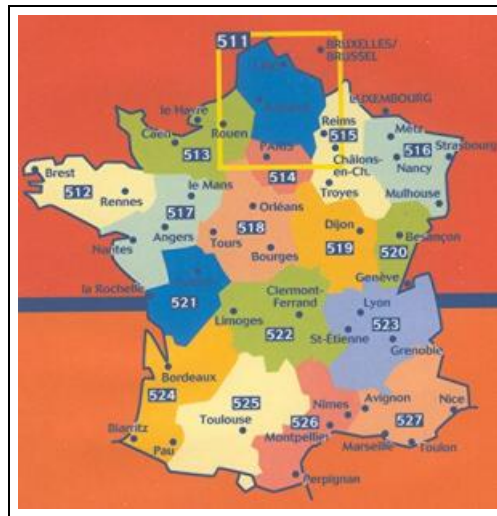 511
BRUXELLES/
BRUSSEL
LUXEMBOURG
le Havre
Rouen
Caen
513
PARIS
514
Reims
515
Châlons-
en-Ch.
Troyes
Metz
516
Strasbourg
Nancy
Mulhouse
Brest
512
Rennes
le Mans
517
Angers
Nantes
Orléans
518
Tours
Bourges
Dijon
519
520
Besançon
Genève
la Rochelle
521
Limoges
Clermont-
Ferrand
522
Lyon
523
St-Étienne
Grenoble
Bordeaux
524
Biarritz
Pau
525
Toulouse
Nîmes
526
Montpellier
Perpignan
Avignon
527
Nice
Marseille
Toulon